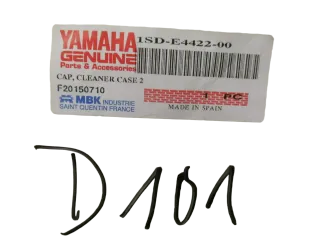 YAMAHA 1SD-E4422-00
GENUINE
Parts & Accessories
CAP, CLEANER CASE 2
F20150710
MBK INDUSTRIE
SAINT QUENTIN FRANCE
1 PC
MADE IN SPAIN
D101